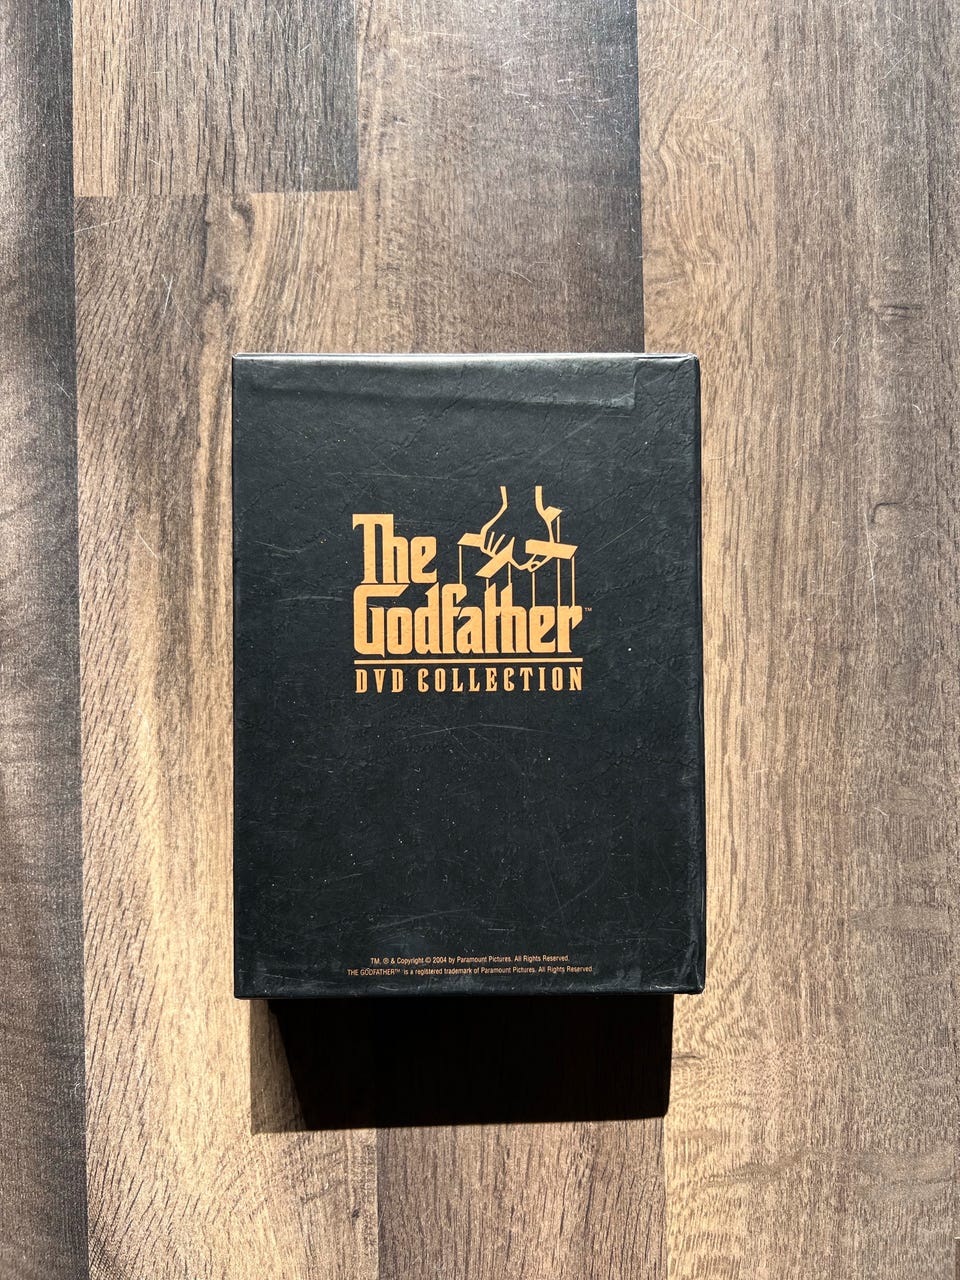 The
Godfather™
DVD COLLECTION
TM, ® & Copyright © 2004 by Paramount Pictures. All Rights Reserved.
THE GODFATHER™ is a registered trademark of Paramount Pictures. All Rights Reserved.